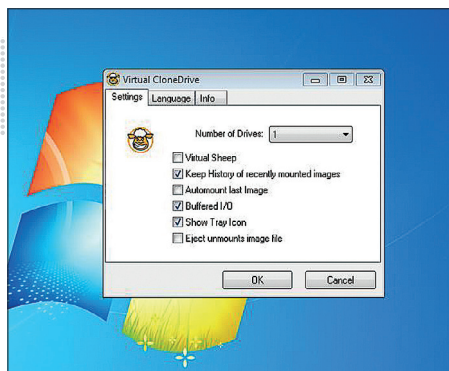 Virtual CloneDrive
Settings Language Info
Number of Drives: 1
Virtual Sheep
Keep History of recently mounted images
Automount last Image
Buffered I/O
Show Tray Icon
Eject unmounts image file
OK Cancel